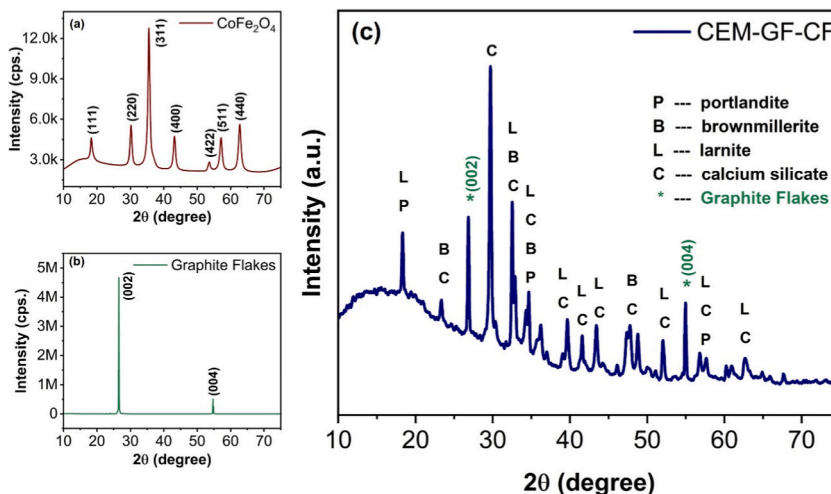 (a)
CoFe₂O₄
12.0k
9.0k
6.0k
3.0k
Intensity (cps.)
(111)
(220)
(311)
(400)
(422)
(511)
(440)
10 20 30 40 50 60 70
2θ (degree)
(b)
Graphite Flakes
5M
4M
3M
2M
1M
0
Intensity (cps.)
(002)
(004)
10 20 30 40 50 60 70
2θ (degree)
(c)
CEM-GF-CF
P --- portlandite
B --- brownmillerite
L --- larnite
C --- calcium silicate
* --- Graphite Flakes
Intensity (a.u.)
L
P
B
C
*(002)
C
L
B
C
L
C
B
P
L
C
L
C
L
C
B
C
L
C
*(004)
L
C
P
L
C
10 20 30 40 50 60 70
2θ (degree)